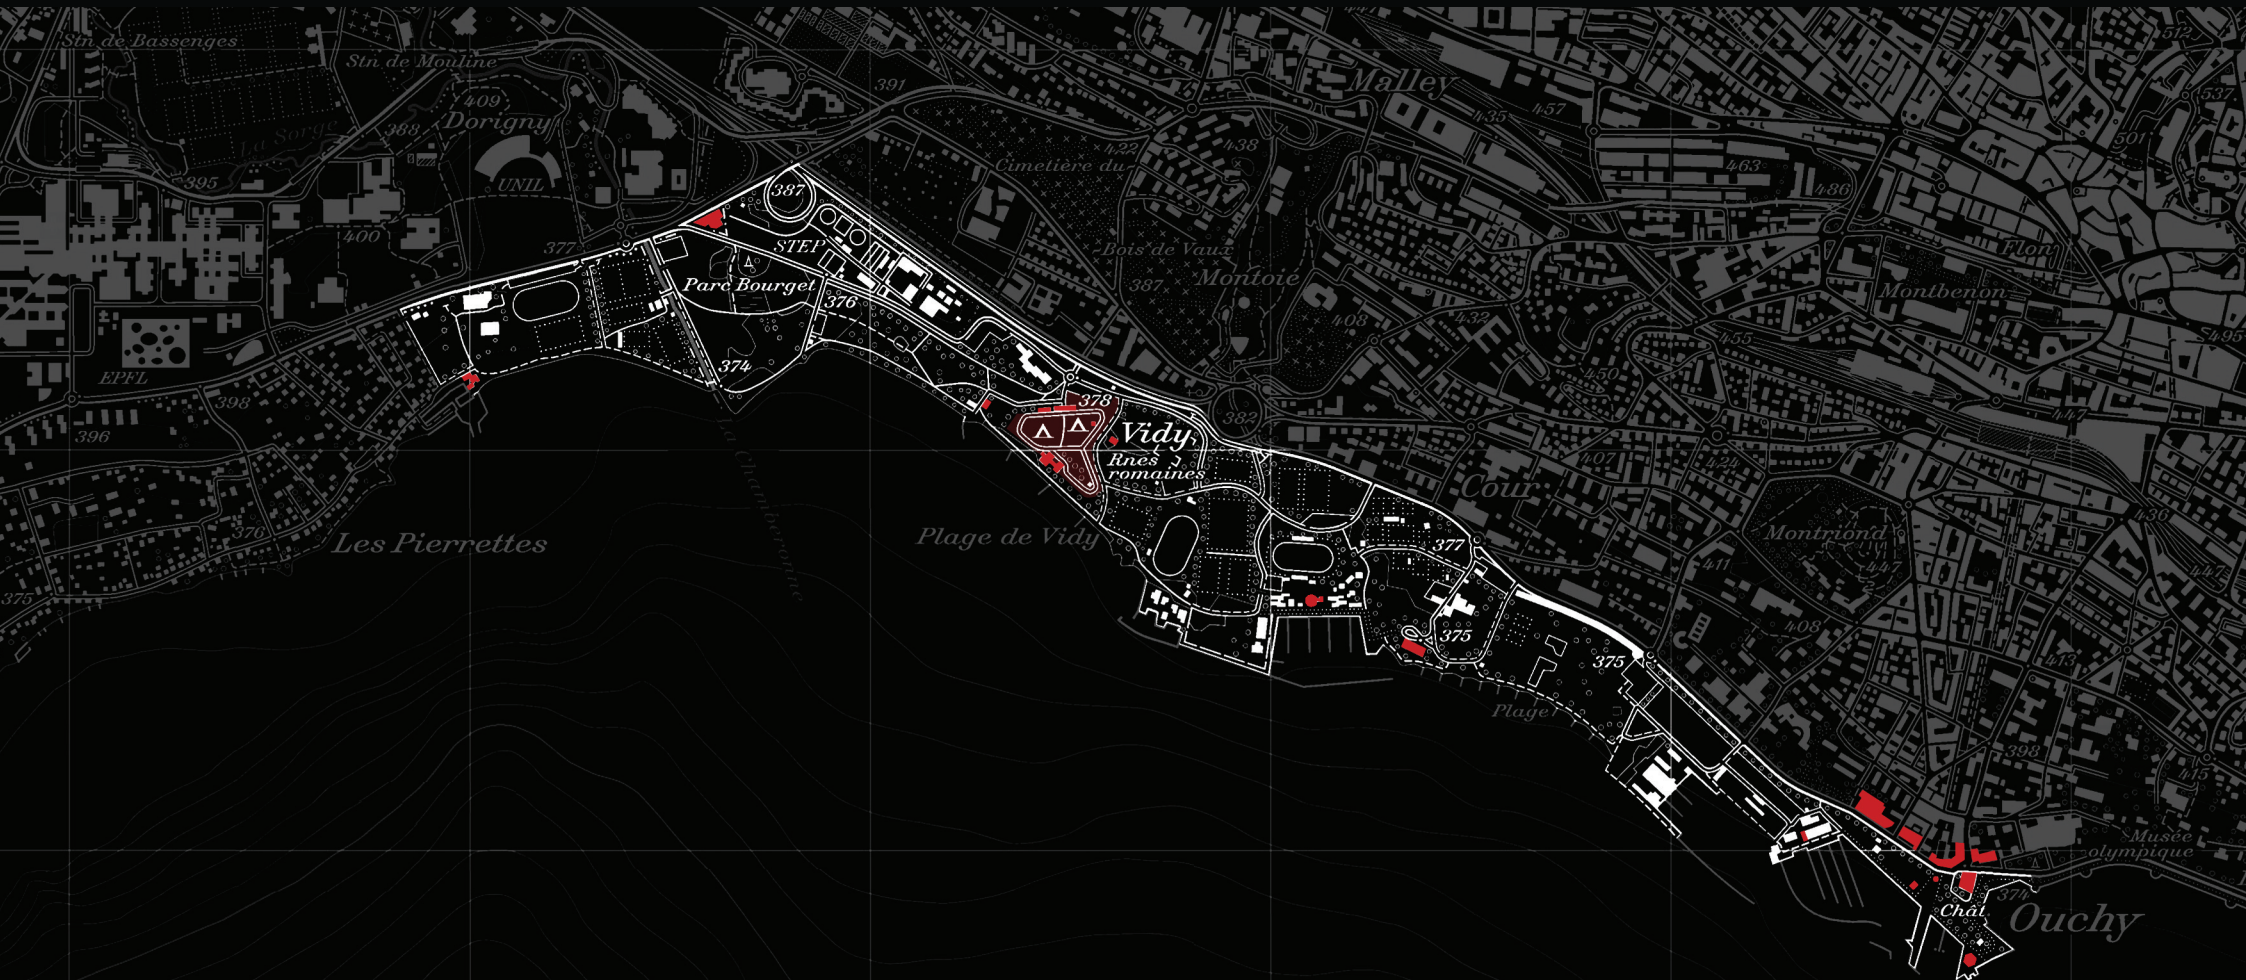 Stn de Bassenges
Stn de Mouline
409
Dorigny
388
La Sorge
395
UNIL
400
377
EPFL
398
396
376
375
Les Pierrettes
391
422
Cimetière du
Bois de Vaux
387
Malley
457
435
438
463
486
512
537
501
Montoie
408
432
Flon
Montbenon
455
450
495
447
382
387
STEP
Parc Bourget
376
374
378
Vidy
Rnes
romaines
La Chamberonne
Plage de Vidy
407
424
Cour
436
Montriond
447
447
411
377
375
375
408
413
Plage
398
415
Musée
olympique
374
Chât
Ouchy